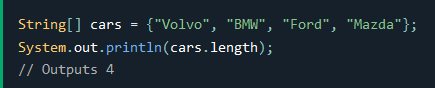 String[] cars = {"Volvo", "BMW", "Ford", "Mazda"};
System.out.println(cars.length);
// Outputs 4